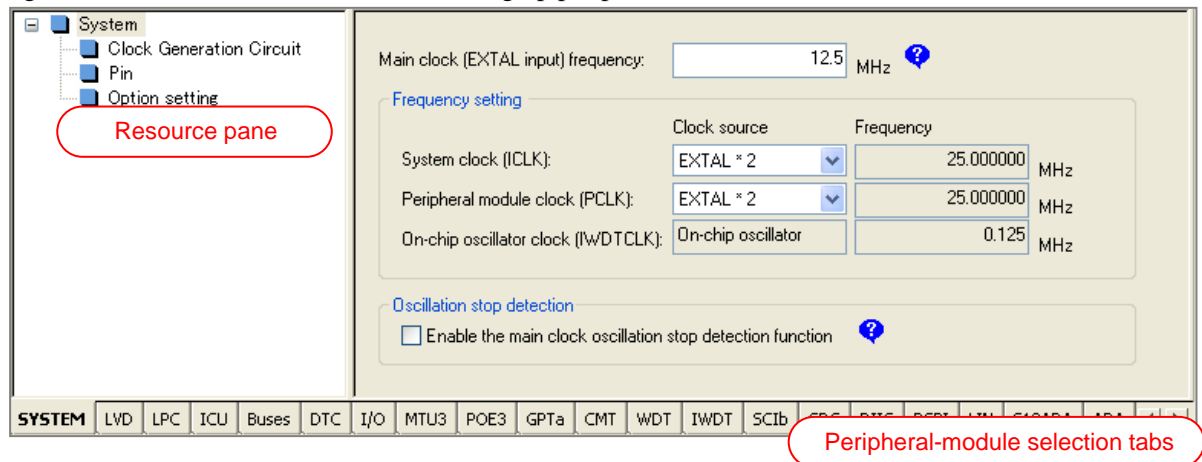 System
Clock Generation Circuit
Pin
Option setting
Resource pane
Main clock (EXTAL input) frequency: 12.5 MHz
Frequency setting
Clock source Frequency
System clock (ICLK): EXTAL * 2 25.000000 MHz
Peripheral module clock (PCLK): EXTAL * 2 25.000000 MHz
On-chip oscillator clock (IWDTCLK): On-chip oscillator 0.125 MHz
Oscillation stop detection
Enable the main clock oscillation stop detection function
SYSTEM LVD LPC ICU Buses DTC I/O MTU3 POE3 GPTa CMT WDT IWDT SCIb
Peripheral-module selection tabs